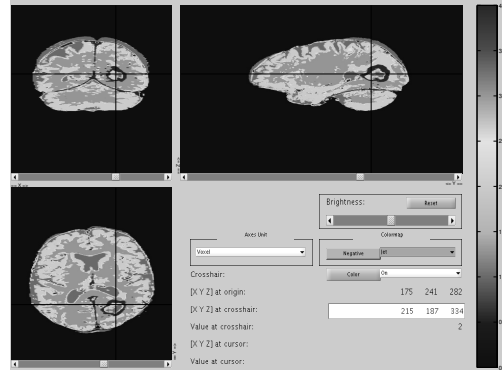 Brightness:
Reset
Axes Unit
Colormap
Voxel
Negative
Int
Crosshair:
Color
On
[X Y Z] at origin: 175 241 282
[X Y Z] at crosshair: 215 187 334
Value at crosshair: 2
[X Y Z] at cursor:
Value at cursor: